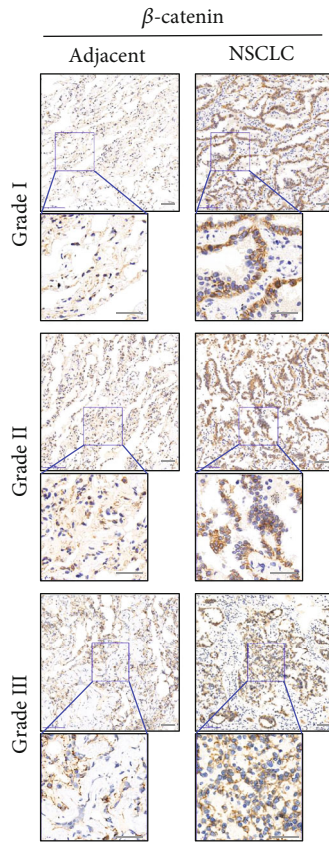 β-catenin
Adjacent NSCLC
Grade I
Grade II
Grade III